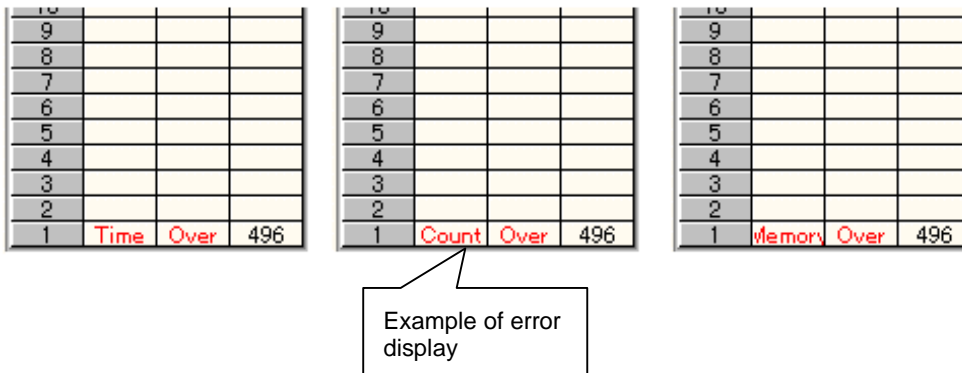 9 9 9
8 8 8
7 7 7
6 6 6
5 5 5
4 4 4
3 3 3
2 2 2
1 Time Over 496 1 Count Over 496 1 Memory Over 496
Example of error
display